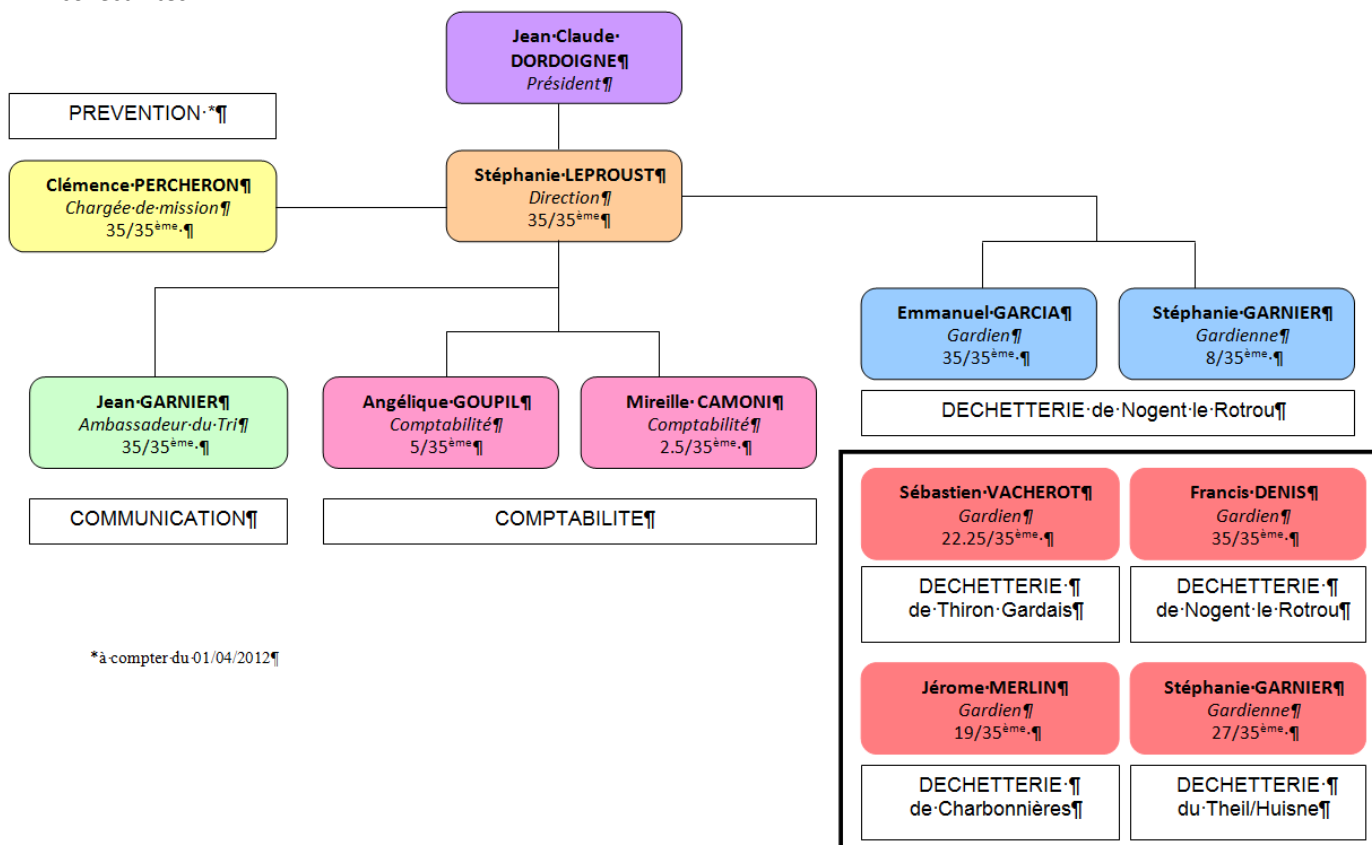 Jean·Claude·
DORDOIGNE¶
Président¶
PREVENTION·*¶
Clémence·PERCHERON¶
Chargée·de·mission¶
35/35ème·¶
Stéphanie·LEPROUST¶
Direction¶
35/35ème·¶
Emmanuel·GARCIA¶
Gardien¶
35/35ème·¶
Stéphanie·GARNIER¶
Gardienne¶
8/35ème·¶
DECHETTERIE·de·Nogent·le·Rotrou¶
Jean·GARNIER¶
Ambassadeur·du·Tri¶
35/35ème·¶
Angélique·GOUPIL¶
Comptabilité¶
5/35ème¶
Mireille·CAMONI¶
Comptabilité¶
2.5/35ème·¶
COMMUNICATION¶
COMPTABILITE¶
Sébastien·VACHEROT¶
Gardien¶
22.25/35ème·¶
Francis·DENIS¶
Gardien¶
35/35ème·¶
DECHETTERIE·¶
de·Thiron·Gardais¶
DECHETTERIE·¶
de·Nogent·le·Rotrou¶
Jérome·MERLIN¶
Gardien¶
19/35ème·¶
Stéphanie·GARNIER¶
Gardienne¶
27/35ème·¶
DECHETTERIE·¶
de·Charbonnières¶
DECHETTERIE·¶
du·Theil/Huisne¶
*à·compter·du·01/04/2012¶